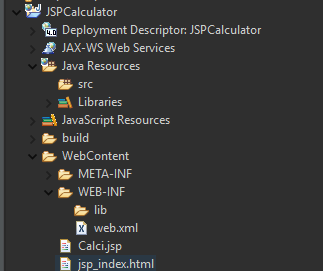 JSPCalculator
Deployment Descriptor: JSPCalculator
JAX-WS Web Services
Java Resources
src
Libraries
JavaScript Resources
build
WebContent
META-INF
WEB-INF
lib
web.xml
Calci.jsp
jsp_index.html